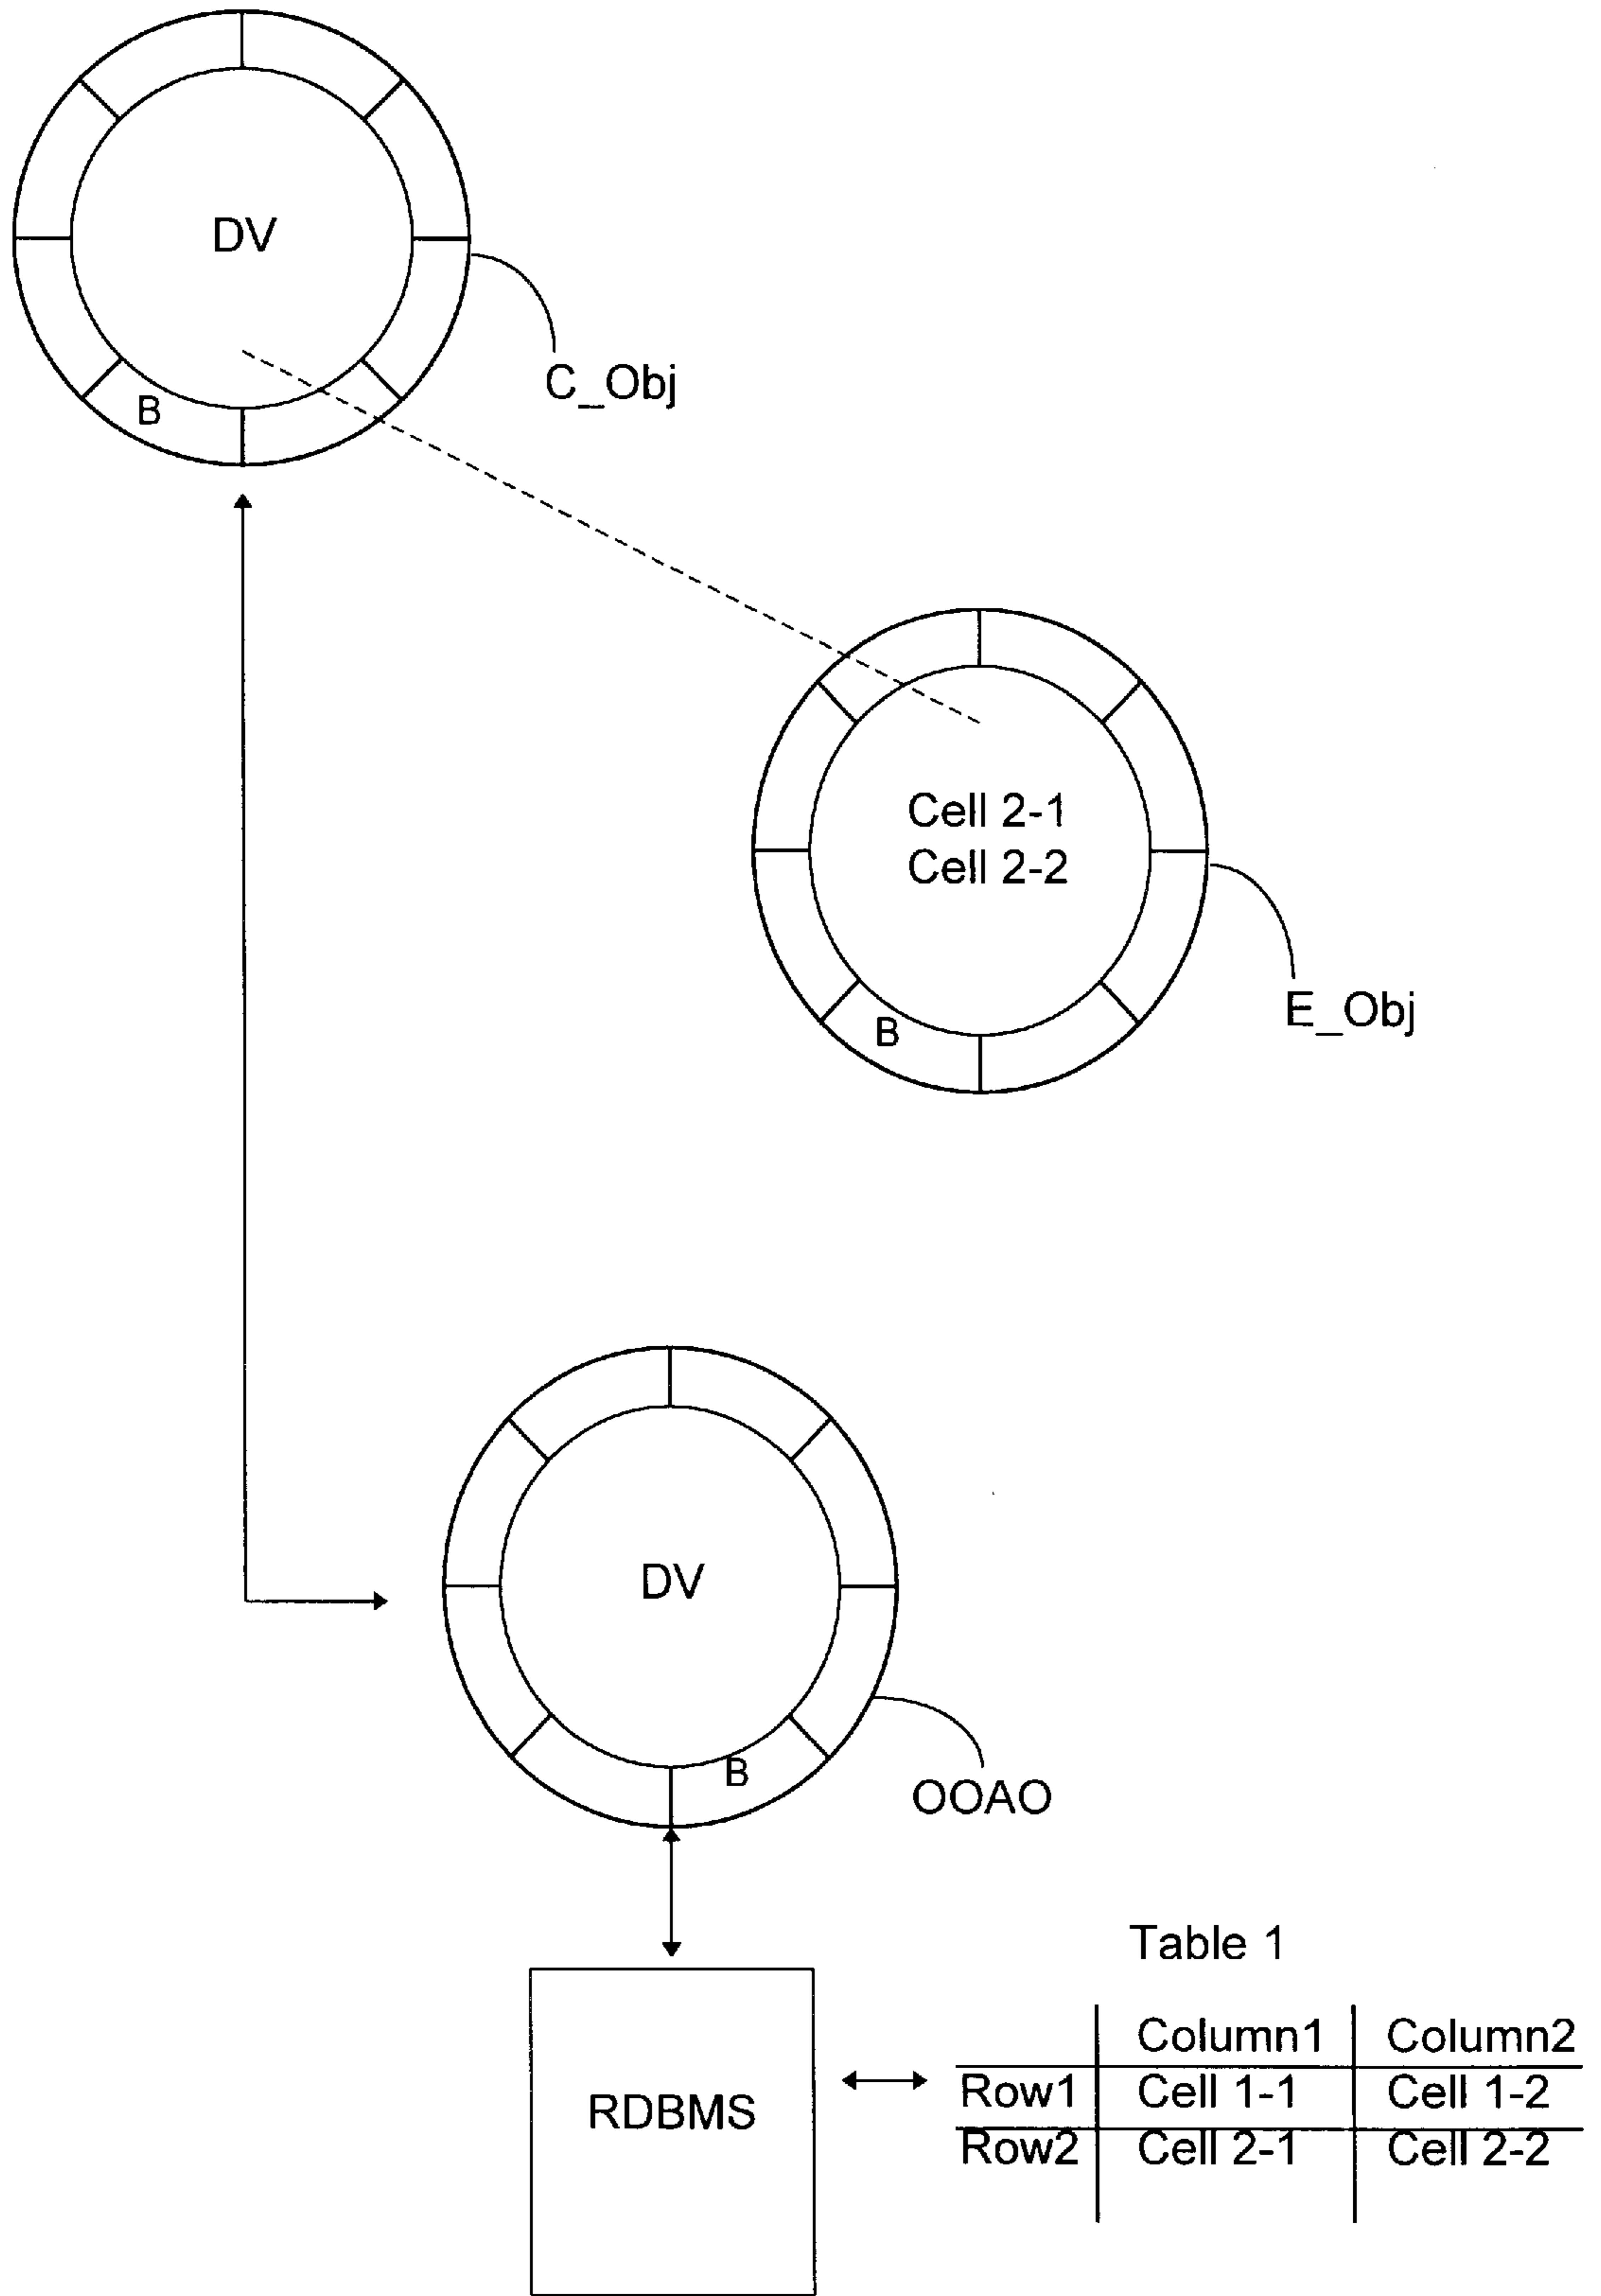 DV
C_Obj
B
Cell 2-1
Cell 2-2
E_Obj
B
DV
B
OOAO
Table 1
Column1 Column2
Row1 Cell 1-1 Cell 1-2
RDBMS
Row2 Cell 2-1 Cell 2-2